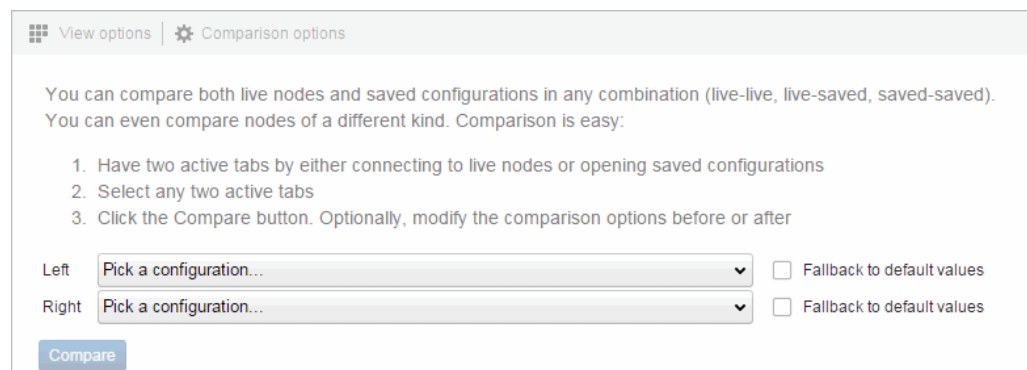 View options | Comparison options
You can compare both live nodes and saved configurations in any combination (live-live, live-saved, saved-saved).
You can even compare nodes of a different kind. Comparison is easy:
1. Have two active tabs by either connecting to live nodes or opening saved configurations
2. Select any two active tabs
3. Click the Compare button. Optionally, modify the comparison options before or after
Left Pick a configuration... Fallback to default values
Right Pick a configuration... Fallback to default values
Compare